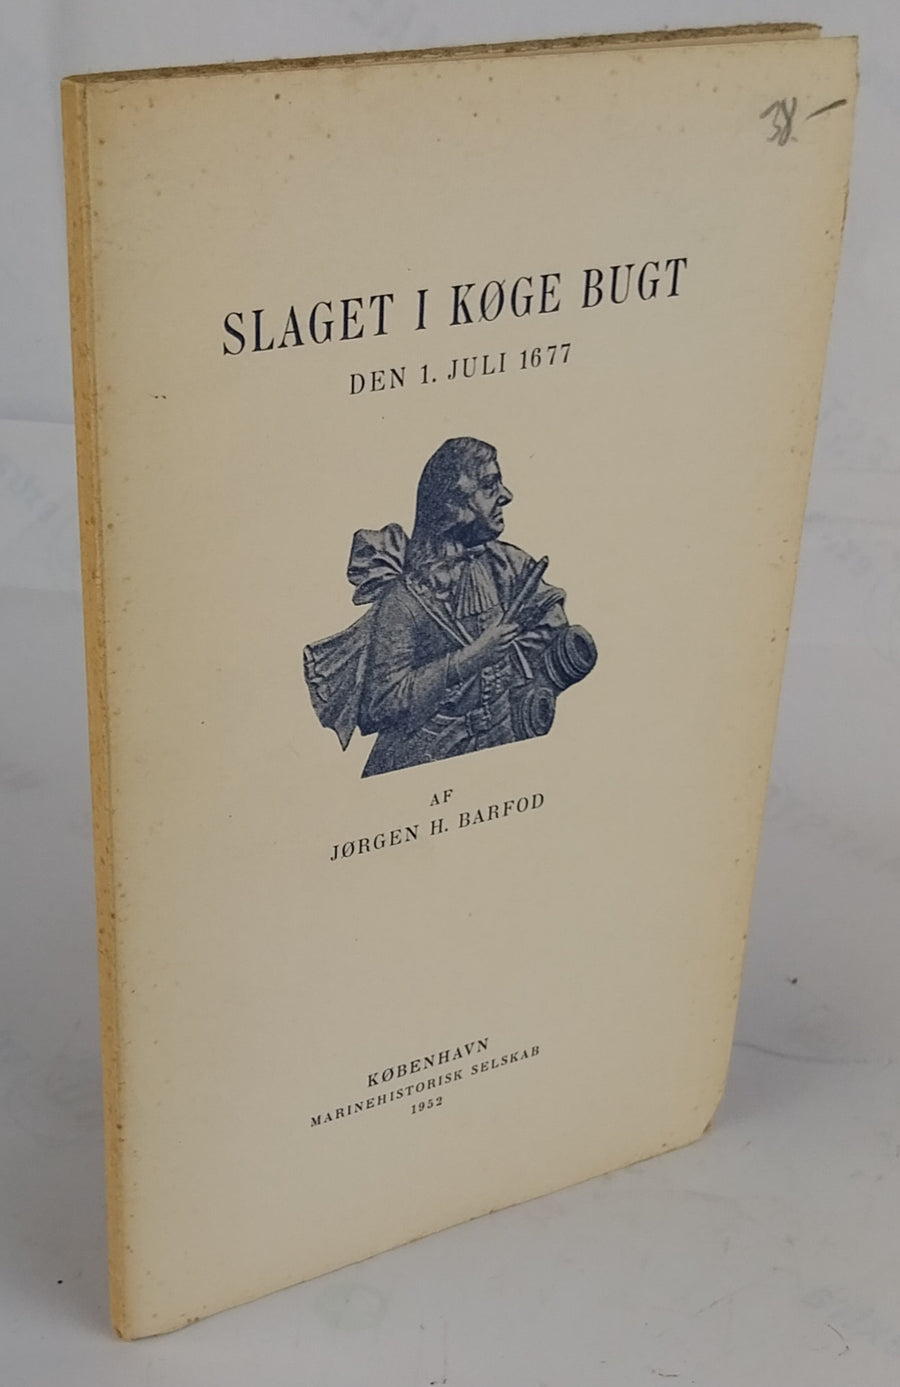 38.-
SLAGET I KØGE BUGT
DEN 1. JULI 1677
AF
JØRGEN H. BARFOD
KØBENHAVN
MARINEHISTORISK SELSKAB
1952